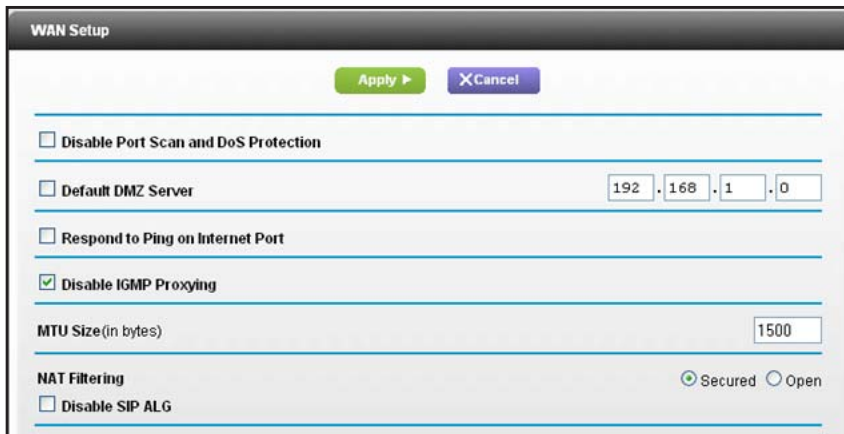 WAN Setup
Apply ► XCancel
Disable Port Scan and DoS Protection
Default DMZ Server 192 . 168 . 1 . 0
Respond to Ping on Internet Port
Disable IGMP Proxying
MTU Size(in bytes) 1500
NAT Filtering Secured Open
Disable SIP ALG